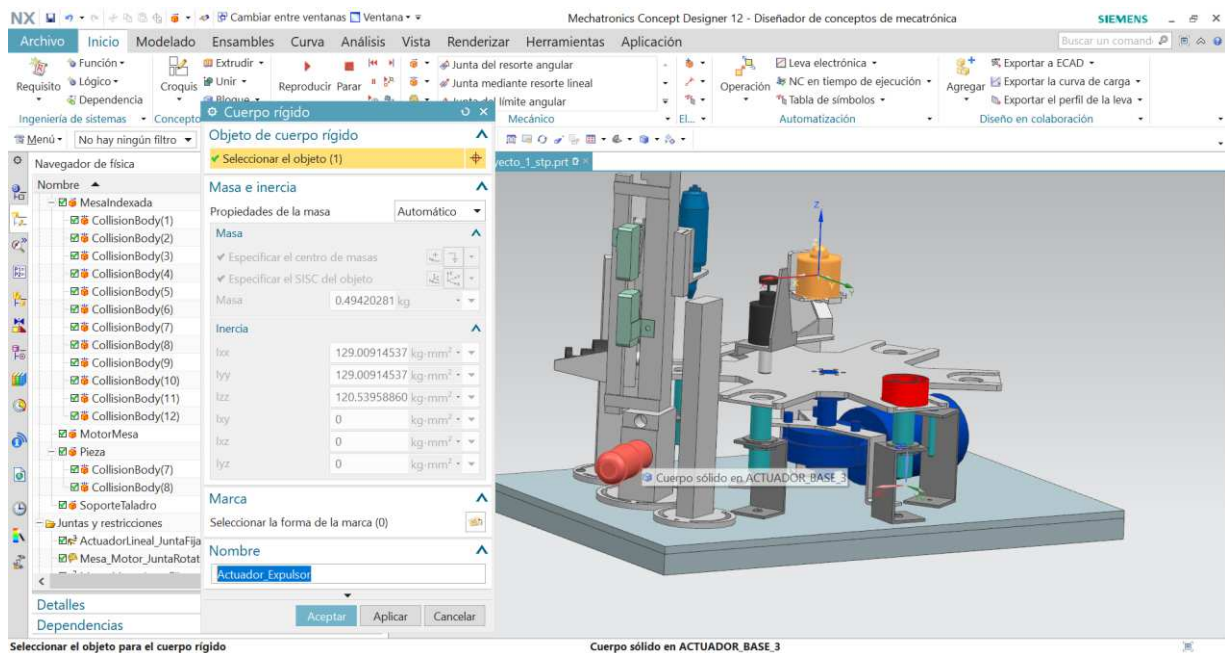 NX Cambiar entre ventanas Ventana Mechatronics Concept Designer 12 - Diseñador de conceptos de mecatrónica SIEMENS
Archivo Inicio Modelado Ensambles Curva Análisis Vista Renderizar Herramientas Aplicación Buscar un comand
Requisito
Función
Lógico
Dependencia
Ingeniería de sistemas
Croquis
Extrudir
Unir
Bloque
Concepto
Reproducir Parar
Junta del resorte angular
Junta mediante resorte lineal
Junta del límite angular
Mecánico
El...
Operación
Leva electrónica
NC en tiempo de ejecución
Tabla de símbolos
Automatización
Agregar
Exportar a ECAD
Exportar la curva de carga
Exportar el perfil de la leva
Diseño en colaboración
Menú No hay ningún filtro
Navegador de física
Nombre
MesaIndexada
CollisionBody(1)
CollisionBody(2)
CollisionBody(3)
CollisionBody(4)
CollisionBody(5)
CollisionBody(6)
CollisionBody(7)
CollisionBody(8)
CollisionBody(9)
CollisionBody(10)
CollisionBody(11)
CollisionBody(12)
MotorMesa
Pieza
CollisionBody(7)
CollisionBody(8)
SoporteTaladro
Juntas y restricciones
ActuadorLineal_JuntaFija
Mesa_Motor_JuntaRotat
Detalles
Dependencias
Cuerpo rígido
Objeto de cuerpo rígido
Seleccionar el objeto (1)
Masa e inercia
Propiedades de la masa Automático
Masa
Especificar el centro de masas
Especificar el SISC del objeto
Masa 0.49420281 kg
Inercia
Ixx 129.00914537 kg·mm²
Iyy 129.00914537 kg·mm²
Izz 120.53958860 kg·mm²
Ixy 0 kg·mm²
Ixz 0 kg·mm²
Iyz 0 kg·mm²
Marca
Seleccionar la forma de la marca (0)
Nombre
Actuador_Expulsor
Aceptar Aplicar Cancelar
yecto_1_stp.prt
Z
Y
Cuerpo sólido en ACTUADOR_BASE_3
Seleccionar el objeto para el cuerpo rígido Cuerpo sólido en ACTUADOR_BASE_3